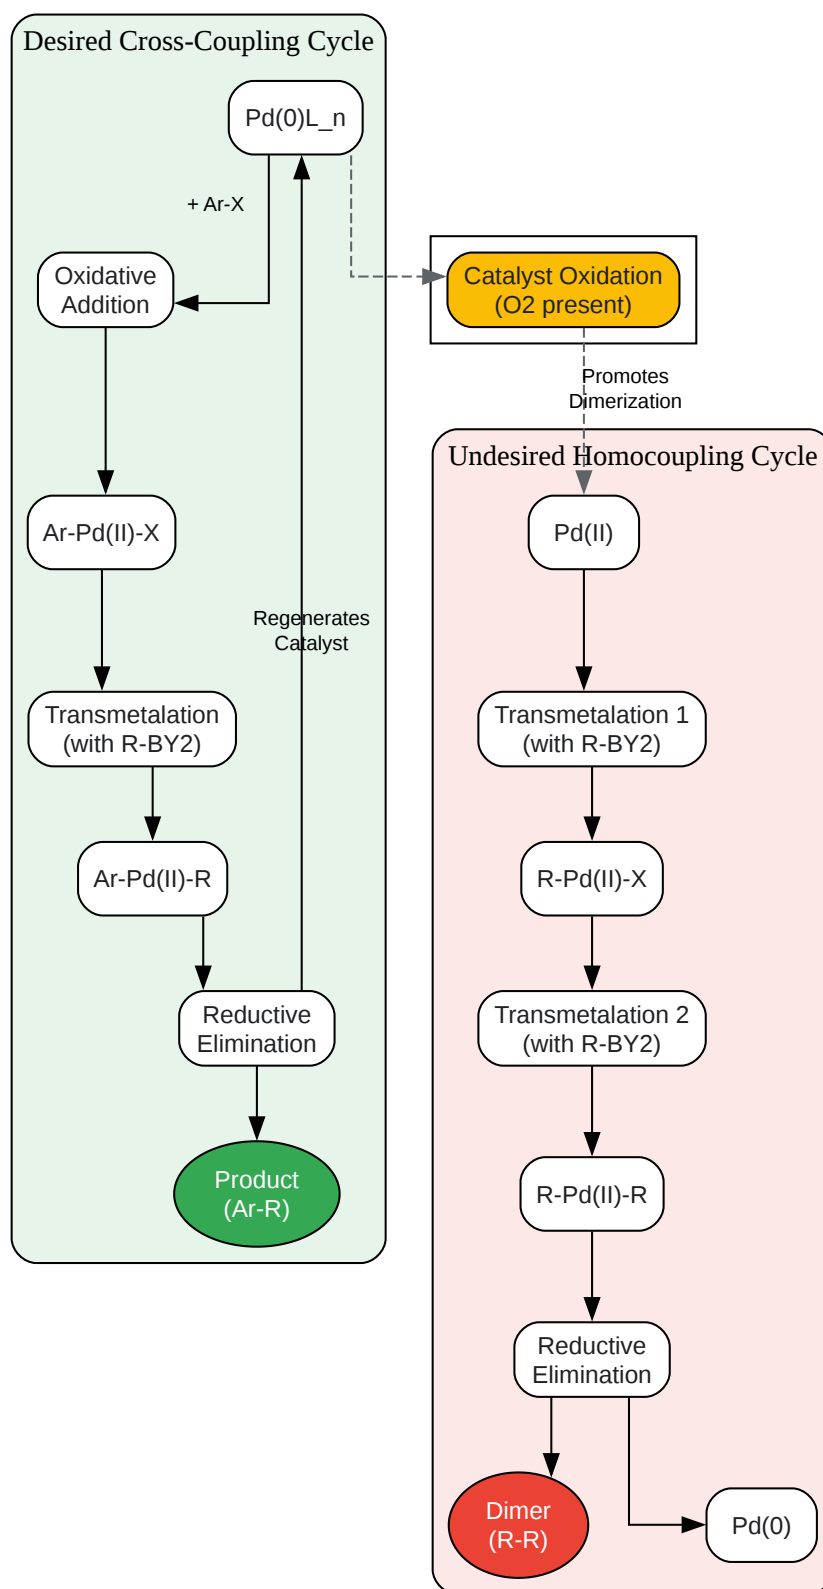 Desired Cross-Coupling Cycle
Pd(0)L_n
+ Ar-X
Oxidative
Addition
Ar-Pd(II)-X
Regenerates
Catalyst
Transmetalation
(with R-BY2)
Ar-Pd(II)-R
Reductive
Elimination
Product
(Ar-R)
Catalyst Oxidation
(O2 present)
Promotes
Dimerization
Undesired Homocoupling Cycle
Pd(II)
Transmetalation 1
(with R-BY2)
R-Pd(II)-X
Transmetalation 2
(with R-BY2)
R-Pd(II)-R
Reductive
Elimination
Dimer
(R-R)
Pd(0)